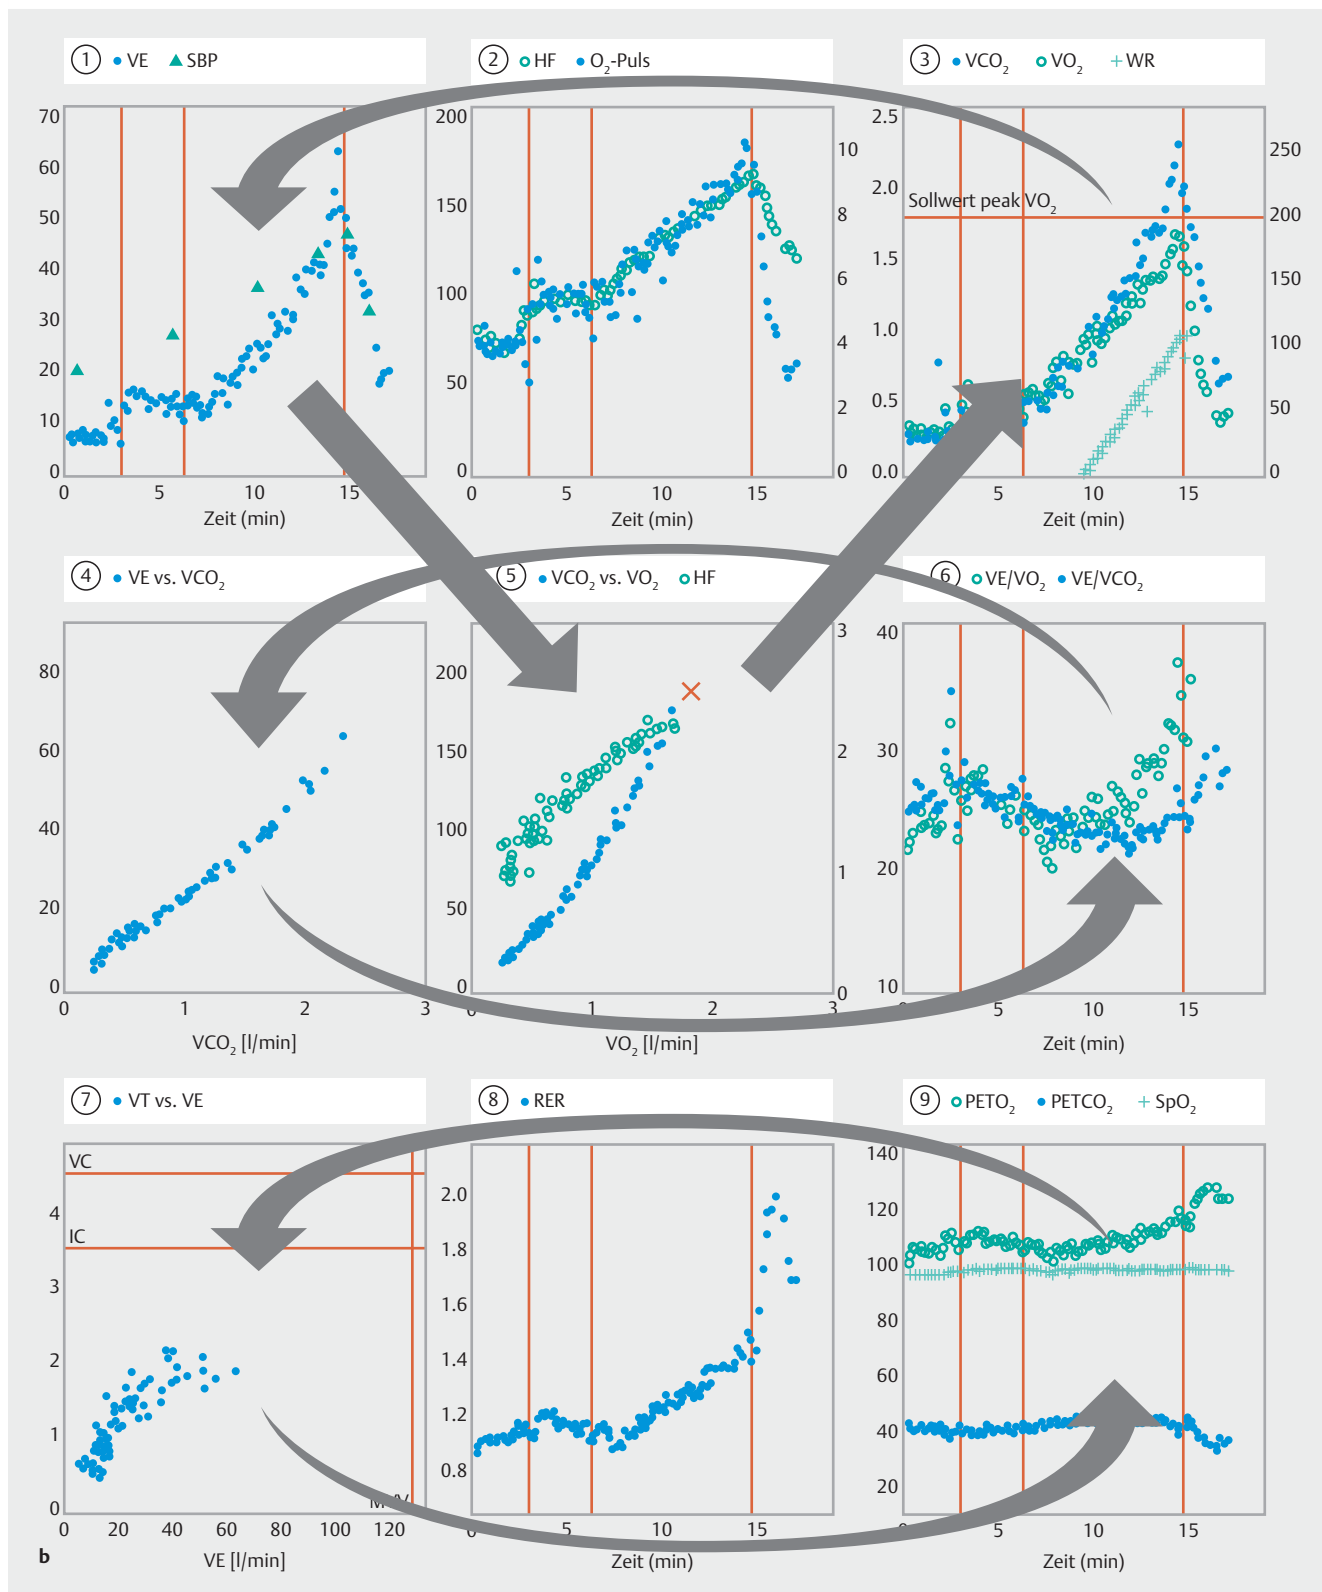 1 VE SBP
2 HF O₂-Puls
3 VCO₂ VO₂ WR
70
60
50
40
30
20
10
0
0 5 10 15
Zeit (min)
200
150
100
50
0
10
8
6
4
2
0
0 5 10 15
Zeit (min)
2.5
2.0
1.5
1.0
0.5
0.0
Sollwert peak VO₂
250
200
150
100
50
0
5 10 15
Zeit (min)
4 VE vs. VCO₂
5 VCO₂ vs. VO₂ HF
6 VE/VO₂ VE/VCO₂
80
60
40
20
0
0 1 2 3
VCO₂ [l/min]
200
150
100
50
0
3
2
1
0
1 2 3
VO₂ [l/min]
40
30
20
10
5 10 15
Zeit (min)
7 VT vs. VE
8 RER
9 PETO₂ PETCO₂ SpO₂
VC
IC
4
3
2
1
0
0 20 40 60 80 100 120
VE [l/min]
2.0
1.8
1.6
1.4
1.2
0.8
5 15
Zeit (min)
140
120
100
80
60
40
20
5 10 15
Zeit (min)
b